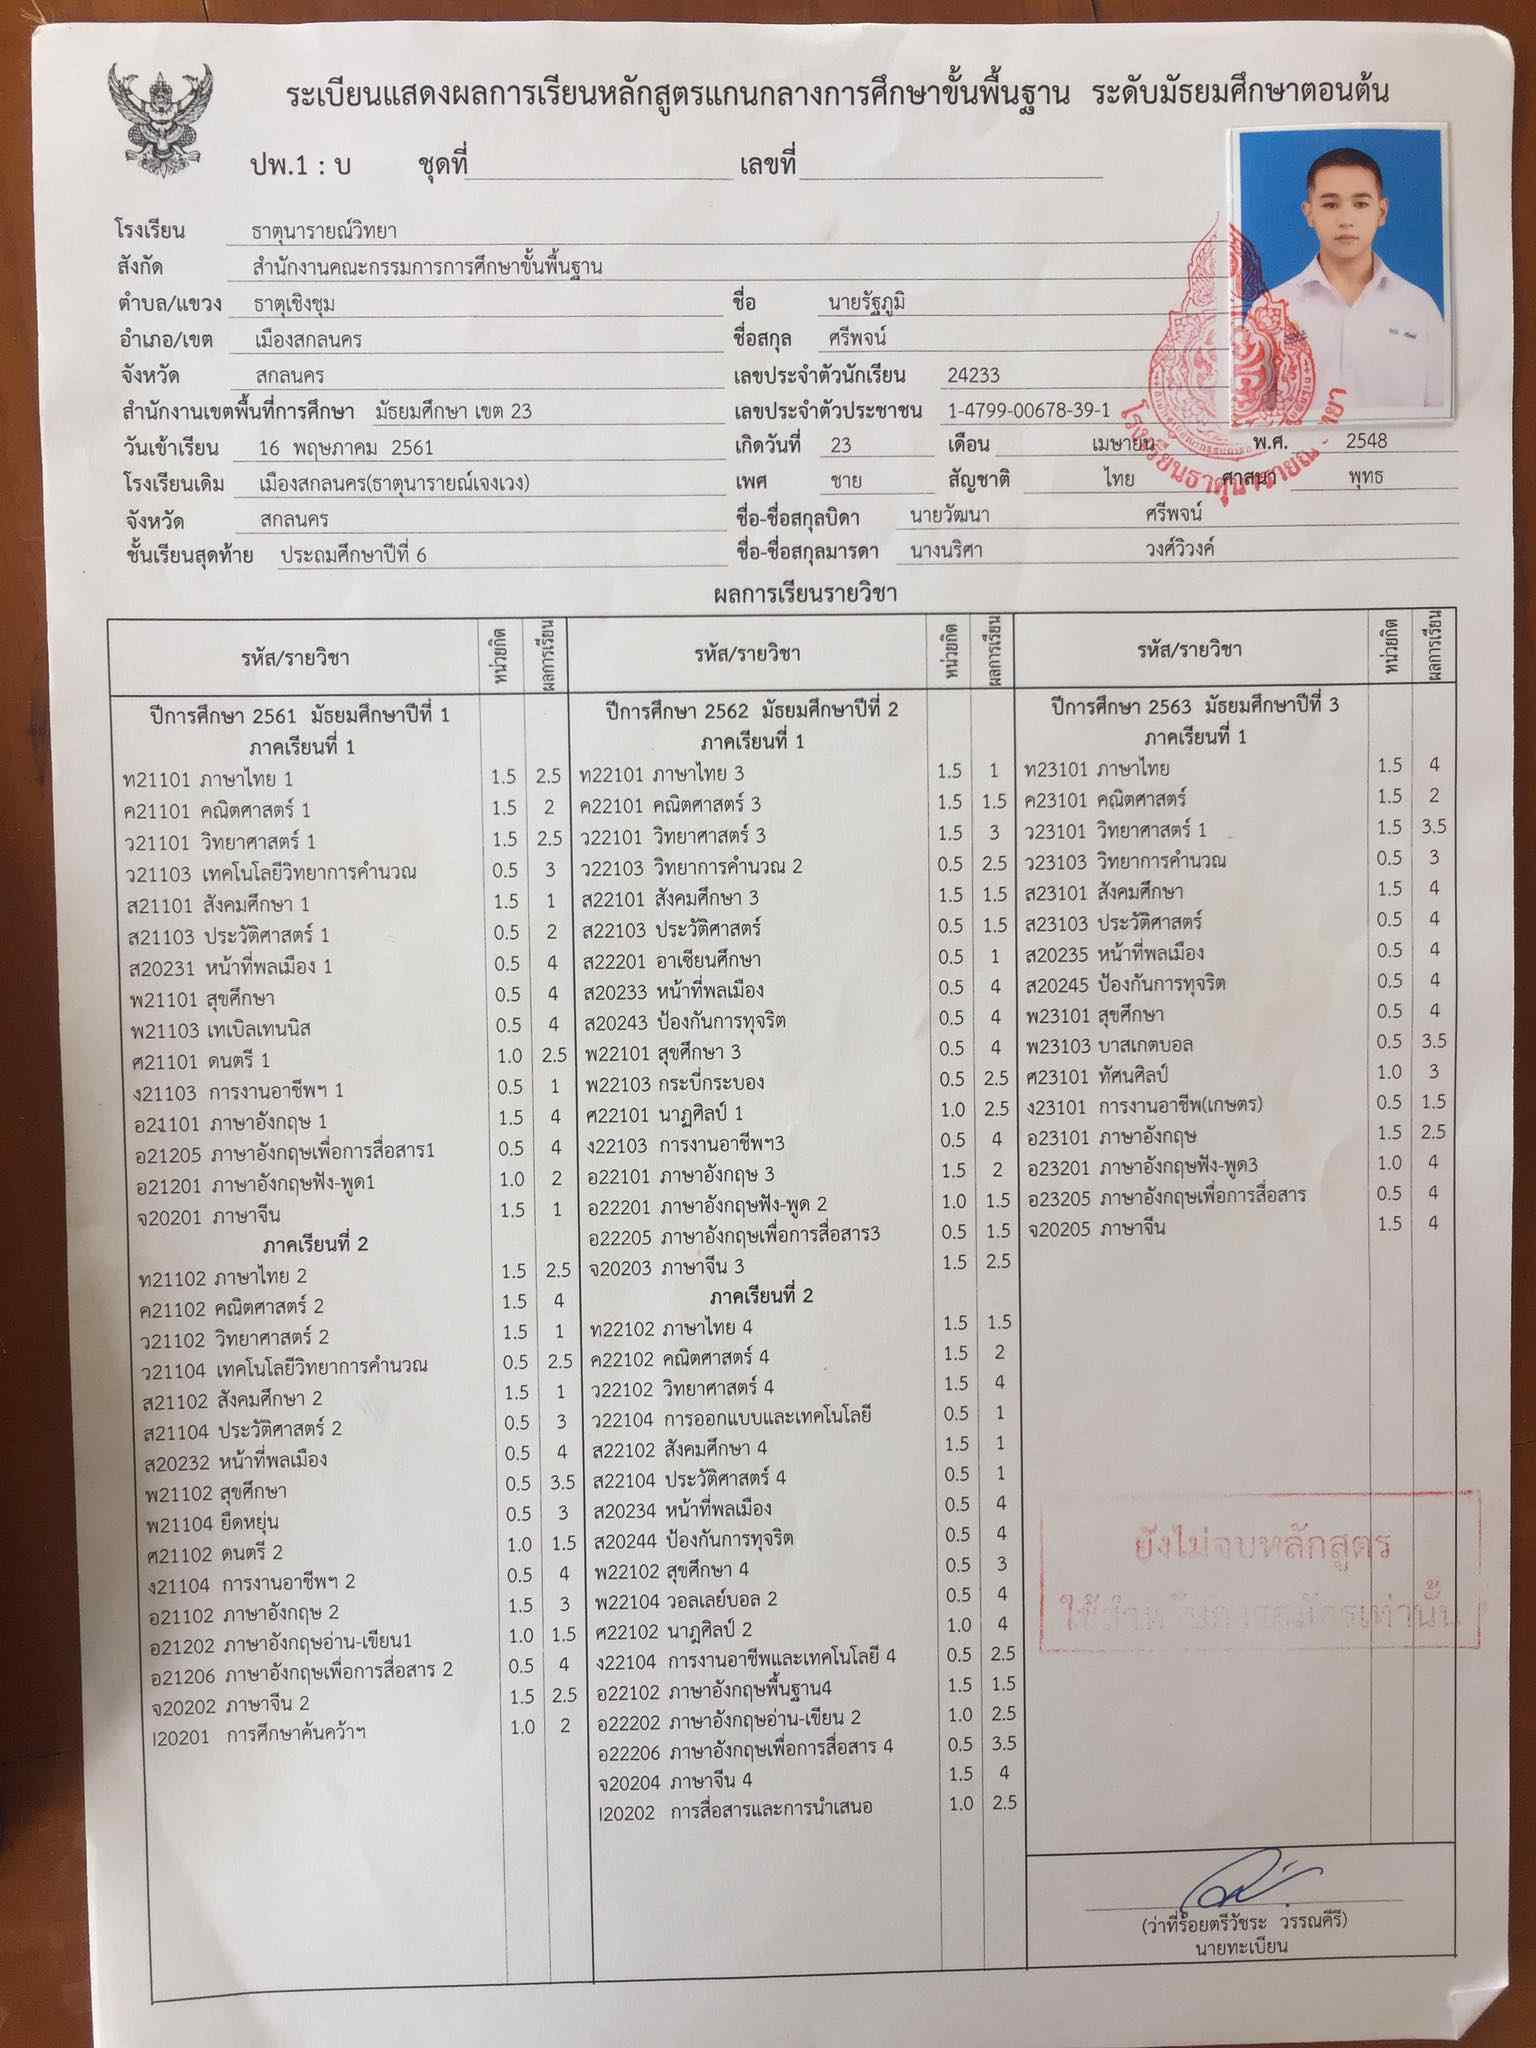 ระเบียนแสดงผลการเรียนหลักสูตรแกนกลางการศึกษาขั้นพื้นฐาน ระดับมัธยมศึกษาตอนต้น
ปพ.1 : บ ชุดที่ เลขที่
โรงเรียน ธาตุนารายณ์วิทยา
สังกัด สำนักงานคณะกรรมการการศึกษาขั้นพื้นฐาน
ตำบล/แขวง ธาตุเชิงชุม
อำเภอ/เขต เมืองสกลนคร
จังหวัด สกลนคร
สำนักงานเขตพื้นที่การศึกษา มัธยมศึกษา เขต 23
วันเข้าเรียน 16 พฤษภาคม 2561
โรงเรียนเดิม เมืองสกลนคร(ธาตุนารายณ์เจงเวง)
จังหวัด สกลนคร
ชั้นเรียนสุดท้าย ประถมศึกษาปีที่ 6
ชื่อ นายรัฐภูมิ
ชื่อสกุล ศรีพจน์
เลขประจำตัวนักเรียน 24233
เลขประจำตัวประชาชน 1-4799-00678-39-1
เกิดวันที่ 23 เดือน เมษายน พ.ศ. 2548
เพศ ชาย สัญชาติ ไทย ศาสนา พุทธ
ชื่อ-ชื่อสกุลบิดา นายวัฒนา ศรีพจน์
ชื่อ-ชื่อสกุลมารดา นางนริศา วงศ์วิวงค์
ผลการเรียนรายวิชา
รหัส/รายวิชา หน่วยกิต ผลการเรียน
ปีการศึกษา 2561 มัธยมศึกษาปีที่ 1
ภาคเรียนที่ 1
ท21101 ภาษาไทย 1 1.5 2.5
ค21101 คณิตศาสตร์ 1 1.5 2
ว21101 วิทยาศาสตร์ 1 1.5 2.5
ว21103 เทคโนโลยีวิทยาการคำนวณ 0.5 3
ส21101 สังคมศึกษา 1 1.5 1
ส21103 ประวัติศาสตร์ 1 0.5 2
ส20231 หน้าที่พลเมือง 1 0.5 4
พ21101 สุขศึกษา 0.5 4
พ21103 เทเบิลเทนนิส 0.5 4
ศ21101 ดนตรี 1 1.0 2.5
ง21103 การงานอาชีพฯ 1 0.5 1
อ21101 ภาษาอังกฤษ 1 1.5 4
อ21205 ภาษาอังกฤษเพื่อการสื่อสาร1 0.5 4
อ21201 ภาษาอังกฤษฟัง-พูด1 1.0 2
จ20201 ภาษาจีน 1.5 1
ภาคเรียนที่ 2
ท21102 ภาษาไทย 2 1.5 2.5
ค21102 คณิตศาสตร์ 2 1.5 4
ว21102 วิทยาศาสตร์ 2 1.5 1
ว21104 เทคโนโลยีวิทยาการคำนวณ 0.5 2.5
ส21102 สังคมศึกษา 2 1.5 1
ส21104 ประวัติศาสตร์ 2 0.5 3
ส20232 หน้าที่พลเมือง 0.5 4
พ21102 สุขศึกษา 0.5 3.5
พ21104 ยืดหยุ่น 0.5 3
ศ21102 ดนตรี 2 1.0 1.5
ง21104 การงานอาชีพฯ 2 0.5 4
อ21102 ภาษาอังกฤษ 2 1.5 3
อ21202 ภาษาอังกฤษอ่าน-เขียน1 1.0 1.5
อ21206 ภาษาอังกฤษเพื่อการสื่อสาร 2 0.5 4
จ20202 ภาษาจีน 2 1.5 2.5
I20201 การศึกษาค้นคว้าฯ 1.0 2
รหัส/รายวิชา หน่วยกิต ผลการเรียน
ปีการศึกษา 2562 มัธยมศึกษาปีที่ 2
ภาคเรียนที่ 1
ท22101 ภาษาไทย 3 1.5 1
ค22101 คณิตศาสตร์ 3 1.5 1.5
ว22101 วิทยาศาสตร์ 3 1.5 3
ว22103 วิทยาการคำนวณ 2 0.5 2.5
ส22101 สังคมศึกษา 3 1.5 1.5
ส22103 ประวัติศาสตร์ 0.5 1.5
ส22201 อาเซียนศึกษา 0.5 1
ส20233 หน้าที่พลเมือง 0.5 4
ส20243 ป้องกันการทุจริต 0.5 4
พ22101 สุขศึกษา 3 0.5 4
พ22103 กระบี่กระบอง 0.5 2.5
ศ22101 นาฏศิลป์ 1 1.0 2.5
ง22103 การงานอาชีพฯ3 0.5 4
อ22101 ภาษาอังกฤษ 3 1.5 2
อ22201 ภาษาอังกฤษฟัง-พูด 2 1.0 1.5
อ22205 ภาษาอังกฤษเพื่อการสื่อสาร3 0.5 1.5
จ20203 ภาษาจีน 3 1.5 2.5
ภาคเรียนที่ 2
ท22102 ภาษาไทย 4 1.5 1.5
ค22102 คณิตศาสตร์ 4 1.5 2
ว22102 วิทยาศาสตร์ 4 1.5 4
ว22104 การออกแบบและเทคโนโลยี 0.5 1
ส22102 สังคมศึกษา 4 1.5 1
ส22104 ประวัติศาสตร์ 4 0.5 1
ส20234 หน้าที่พลเมือง 0.5 4
ส20244 ป้องกันการทุจริต 0.5 4
พ22102 สุขศึกษา 4 0.5 3
พ22104 วอลเลย์บอล 2 0.5 4
ศ22102 นาฏศิลป์ 2 1.0 4
ง22104 การงานอาชีพและเทคโนโลยี 4 0.5 2.5
อ22102 ภาษาอังกฤษพื้นฐาน4 1.5 1.5
อ22202 ภาษาอังกฤษอ่าน-เขียน 2 1.0 2.5
อ22206 ภาษาอังกฤษเพื่อการสื่อสาร 4 0.5 3.5
จ20204 ภาษาจีน 4 1.5 4
I20202 การสื่อสารและการนำเสนอ 1.0 2.5
รหัส/รายวิชา หน่วยกิต ผลการเรียน
ปีการศึกษา 2563 มัธยมศึกษาปีที่ 3
ภาคเรียนที่ 1
ท23101 ภาษาไทย 1.5 4
ค23101 คณิตศาสตร์ 1.5 2
ว23101 วิทยาศาสตร์ 1 1.5 3.5
ว23103 วิทยาการคำนวณ 0.5 3
ส23101 สังคมศึกษา 1.5 4
ส23103 ประวัติศาสตร์ 0.5 4
ส20235 หน้าที่พลเมือง 0.5 4
ส20245 ป้องกันการทุจริต 0.5 4
พ23101 สุขศึกษา 0.5 4
พ23103 บาสเกตบอล 0.5 3.5
ศ23101 ทัศนศิลป์ 1.0 3
ง23101 การงานอาชีพ(เกษตร) 0.5 1.5
อ23101 ภาษาอังกฤษ 1.5 2.5
อ23201 ภาษาอังกฤษฟัง-พูด3 1.0 4
อ23205 ภาษาอังกฤษเพื่อการสื่อสาร 0.5 4
จ20205 ภาษาจีน 1.5 4
ยังไม่จบหลักสูตร
(ว่าที่ร้อยตรีวัชระ วรรณคีรี)
นายทะเบียน